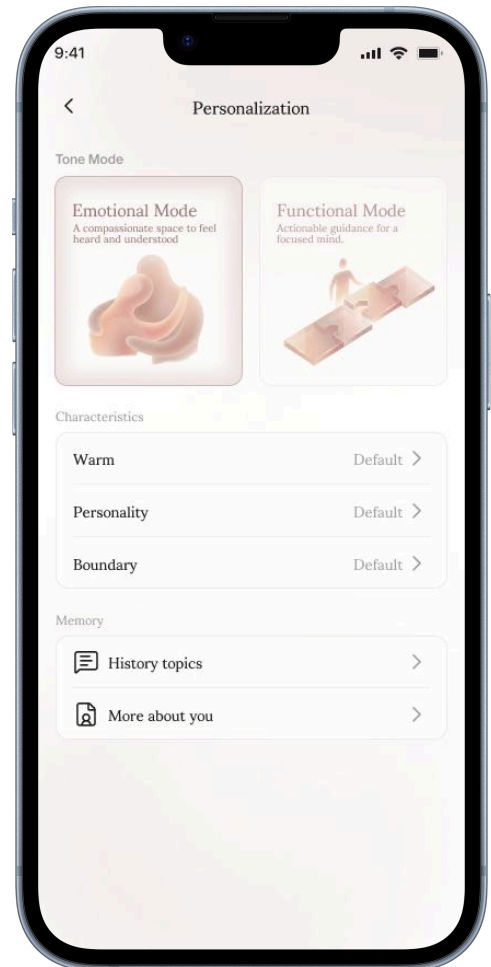 9:41
Personalization
Tone Mode
Emotional Mode
A compassionate space to feel
heard and understood
Functional Mode
Actionable guidance for a
focused mind.
Characteristics
Warm Default
Personality Default
Boundary Default
Memory
History topics
More about you